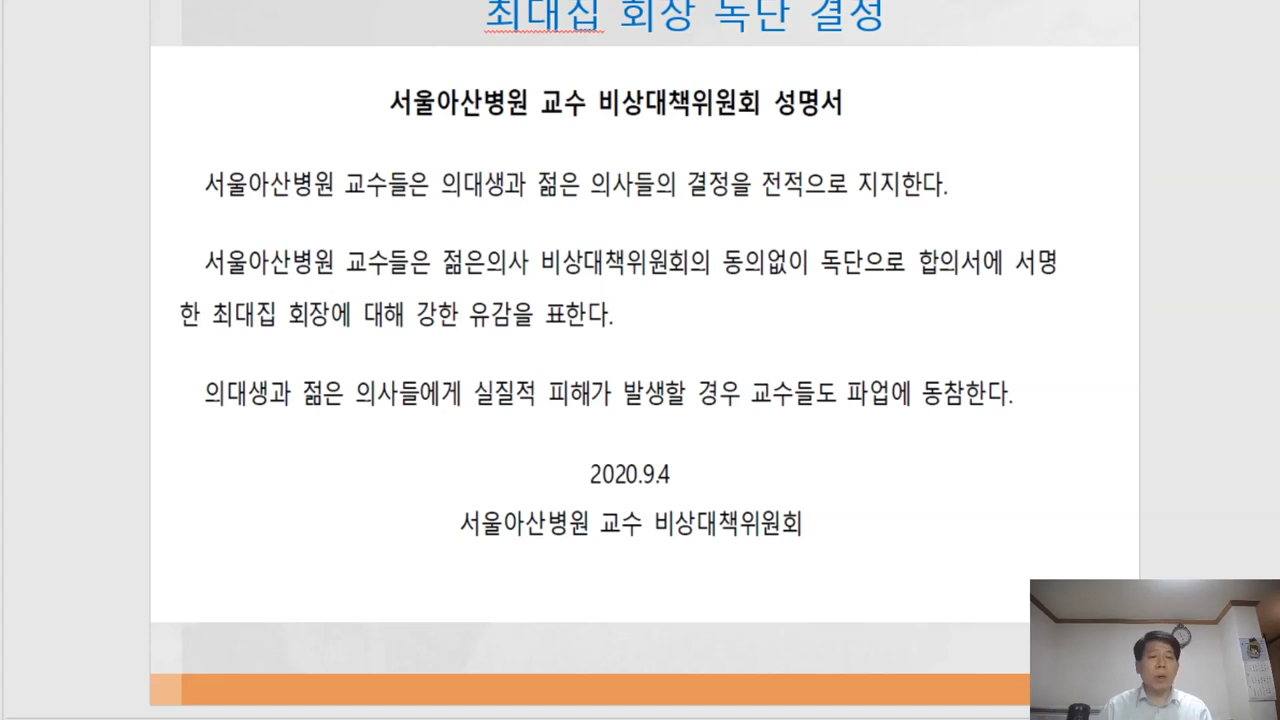 최대집 회장 독단 결정
서울아산병원 교수 비상대책위원회 성명서
서울아산병원 교수들은 의대생과 젊은 의사들의 결정을 전적으로 지지한다.
서울아산병원 교수들은 젊은의사 비상대책위원회의 동의없이 독단으로 합의서에 서명
한 최대집 회장에 대해 강한 유감을 표한다.
의대생과 젊은 의사들에게 실질적 피해가 발생할 경우 교수들도 파업에 동참한다.
2020.9.4
서울아산병원 교수 비상대책위원회